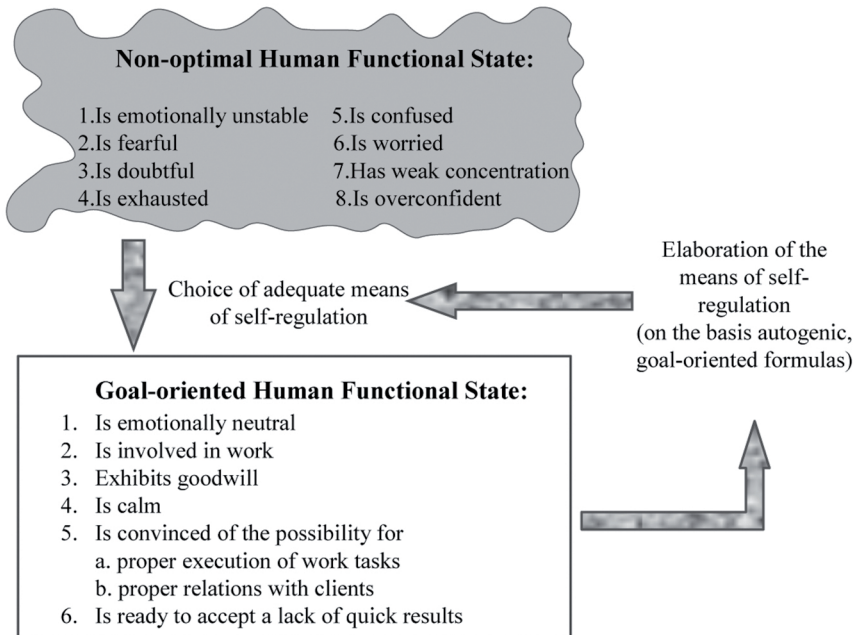 Non-optimal Human Functional State:
1.Is emotionally unstable
2.Is fearful
3.Is doubtful
4.Is exhausted
5.Is confused
6.Is worried
7.Has weak concentration
8.Is overconfident
Choice of adequate means
of self-regulation
Elaboration of the
means of self-
regulation
(on the basis autogenic,
goal-oriented formulas)
Goal-oriented Human Functional State:
1. Is emotionally neutral
2. Is involved in work
3. Exhibits goodwill
4. Is calm
5. Is convinced of the possibility for
a. proper execution of work tasks
b. proper relations with clients
6. Is ready to accept a lack of quick results